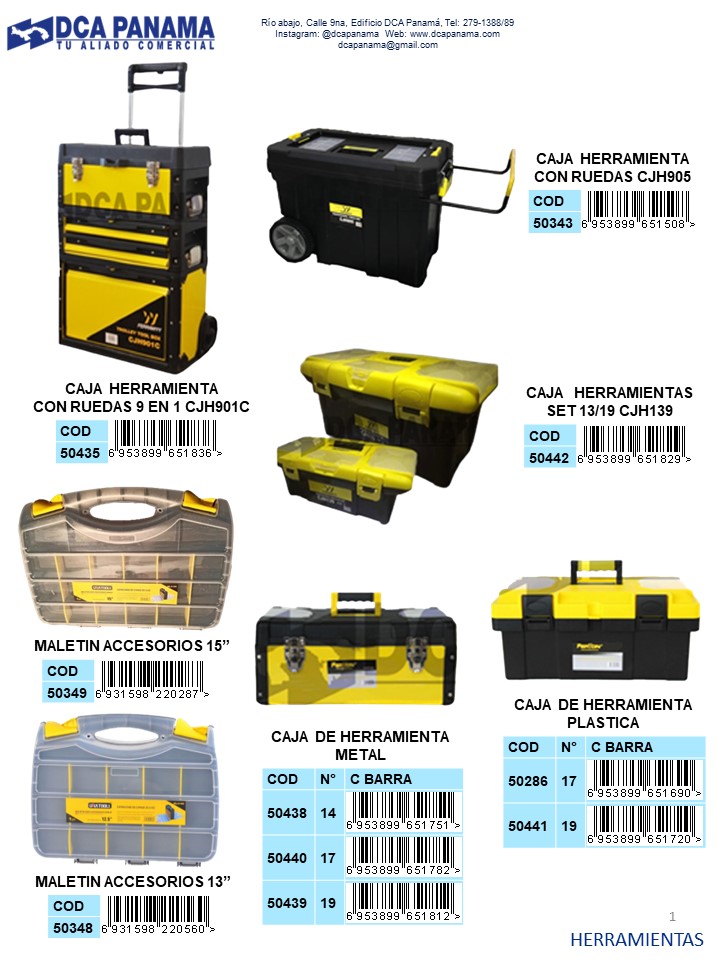 DCA PANAMA
TU ALIADO COMERCIAL
Río abajo, Calle 9na, Edificio DCA Panamá, Tel: 279-1388/89
Instagram: @dcapanama Web: www.dcapanama.com
dcapanama@gmail.com
DCA PANA
TROLLEY TOOL BOX
CJH901C
CAJA HERRAMIENTA
CON RUEDAS 9 EN 1 CJH901C
COD
50435
6 953899 651836 >
CAJA HERRAMIENTA
CON RUEDAS CJH905
COD
50343
6 953899 651508 >
CAJA HERRAMIENTAS
SET 13/19 CJH139
COD
50442
6 953899 651829 >
MALETIN ACCESORIOS 15”
COD
50349
6 931598 220287 >
MALETIN ACCESORIOS 13”
COD
50348
6 931598 220560 >
CAJA DE HERRAMIENTA
METAL
COD N° C BARRA
50438 14
6 953899 651751 >
50440 17
6 953899 651782 >
50439 19
6 953899 651812 >
CAJA DE HERRAMIENTA
PLASTICA
COD N° C BARRA
50286 17
6 953899 651690 >
50441 19
6 953899 651720 >
1
HERRAMIENTAS